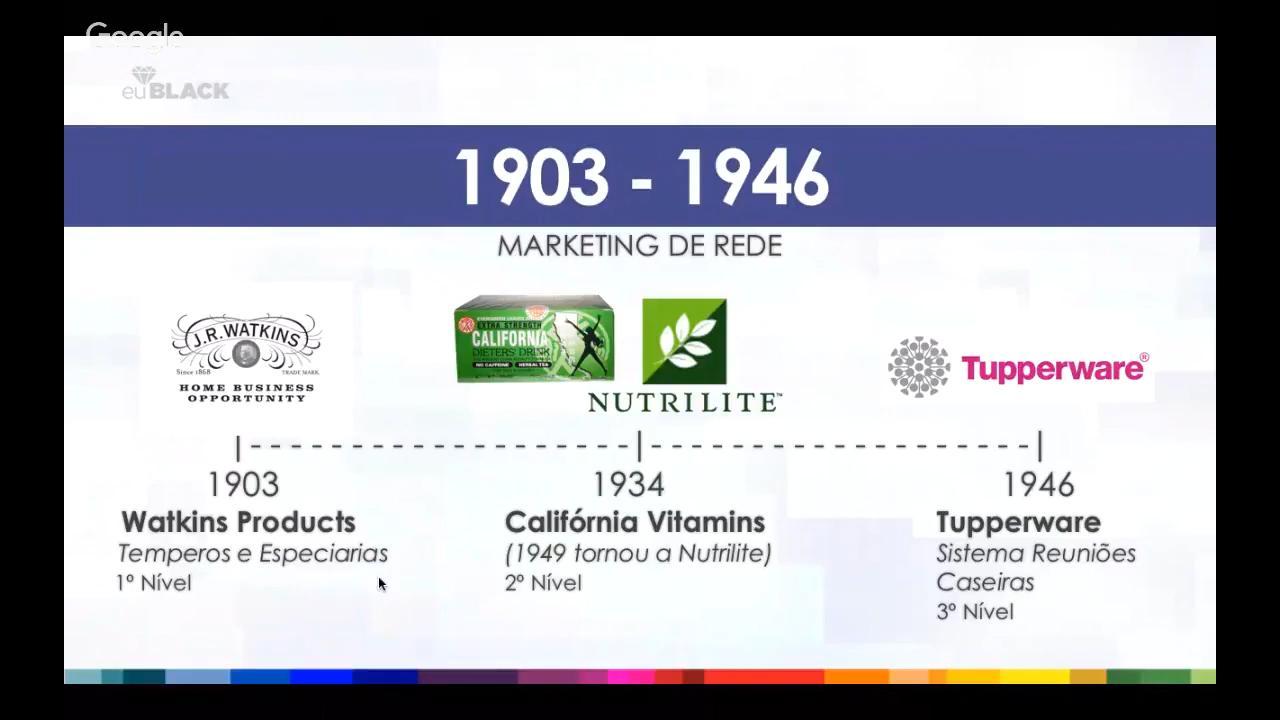 Google
euBLACK
1903 - 1946
MARKETING DE REDE
J.R.WATKINS
Since 1868
TRADE MARK
HOME BUSINESS
OPPORTUNITY
EXTRA STRENGTH
CALIFORNIA
DIETERS' DRINK
NO CAFFEINE HERBAL TEA
NUTRILITE™
Tupperware®
1903
Watkins Products
Temperos e Especiarias
1º Nível
1934
Califórnia Vitamins
(1949 tornou a Nutrilite)
2º Nível
1946
Tupperware
Sistema Reuniões
Caseiras
3º Nível